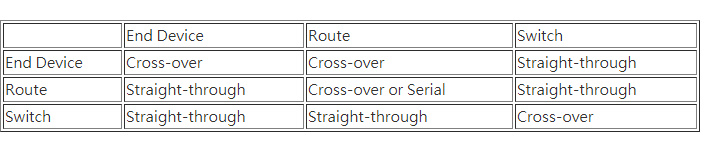 End Device Route Switch
End Device Cross-over Cross-over Straight-through
Route Straight-through Cross-over or Serial Straight-through
Switch Straight-through Straight-through Cross-over